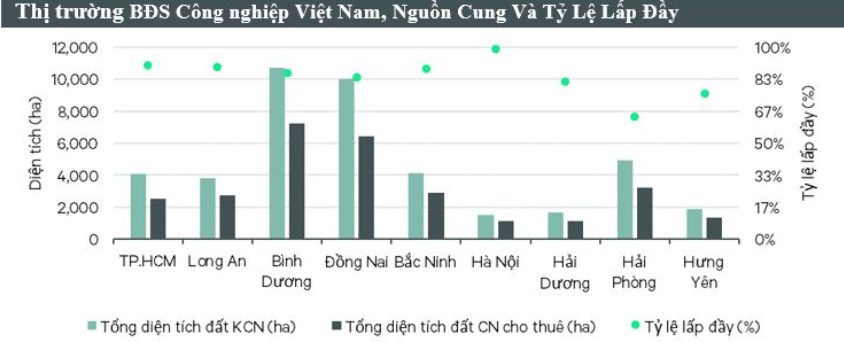 Thị trường BĐS Công nghiệp Việt Nam, Nguồn Cung Và Tỷ Lệ Lấp Đầy
12,000
10,000
8,000
6,000
4,000
2,000
0
Diện tích (ha)
100%
83%
67%
50%
33%
17%
0%
Tỷ lệ lấp đầy (%)
TP.HCM Long An Bình Dương Đồng Nai Bắc Ninh Hà Nội Hải Dương Hải Phòng Hưng Yên
Tổng diện tích đất KCN (ha) Tổng diện tích đất CN cho thuê (ha) Tỷ lệ lấp đầy (%)